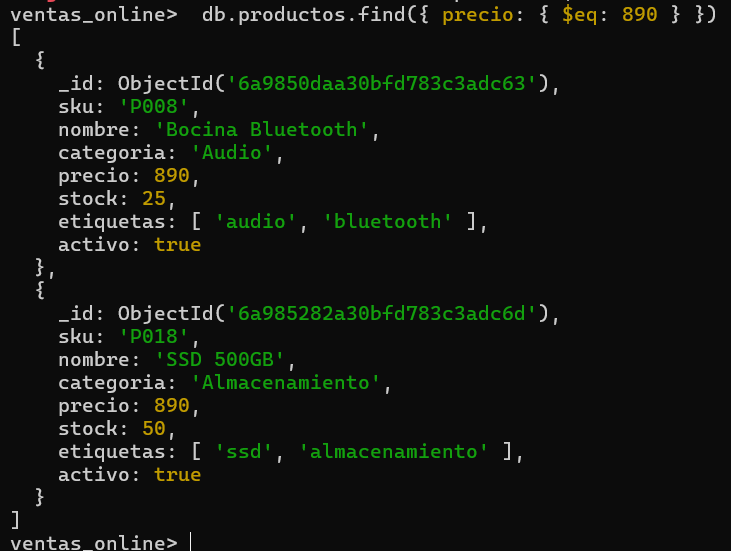 ventas_online>  db.productos.find({ precio: { $eq: 890 } })
[
  {
    _id: ObjectId('6a9850daa30bfd783c3adc63'),
    sku: 'P008',
    nombre: 'Bocina Bluetooth',
    categoria: 'Audio',
    precio: 890,
    stock: 25,
    etiquetas: [ 'audio', 'bluetooth' ],
    activo: true
  },
  {
    _id: ObjectId('6a985282a30bfd783c3adc6d'),
    sku: 'P018',
    nombre: 'SSD 500GB',
    categoria: 'Almacenamiento',
    precio: 890,
    stock: 50,
    etiquetas: [ 'ssd', 'almacenamiento' ],
    activo: true
  }
]
ventas_online>